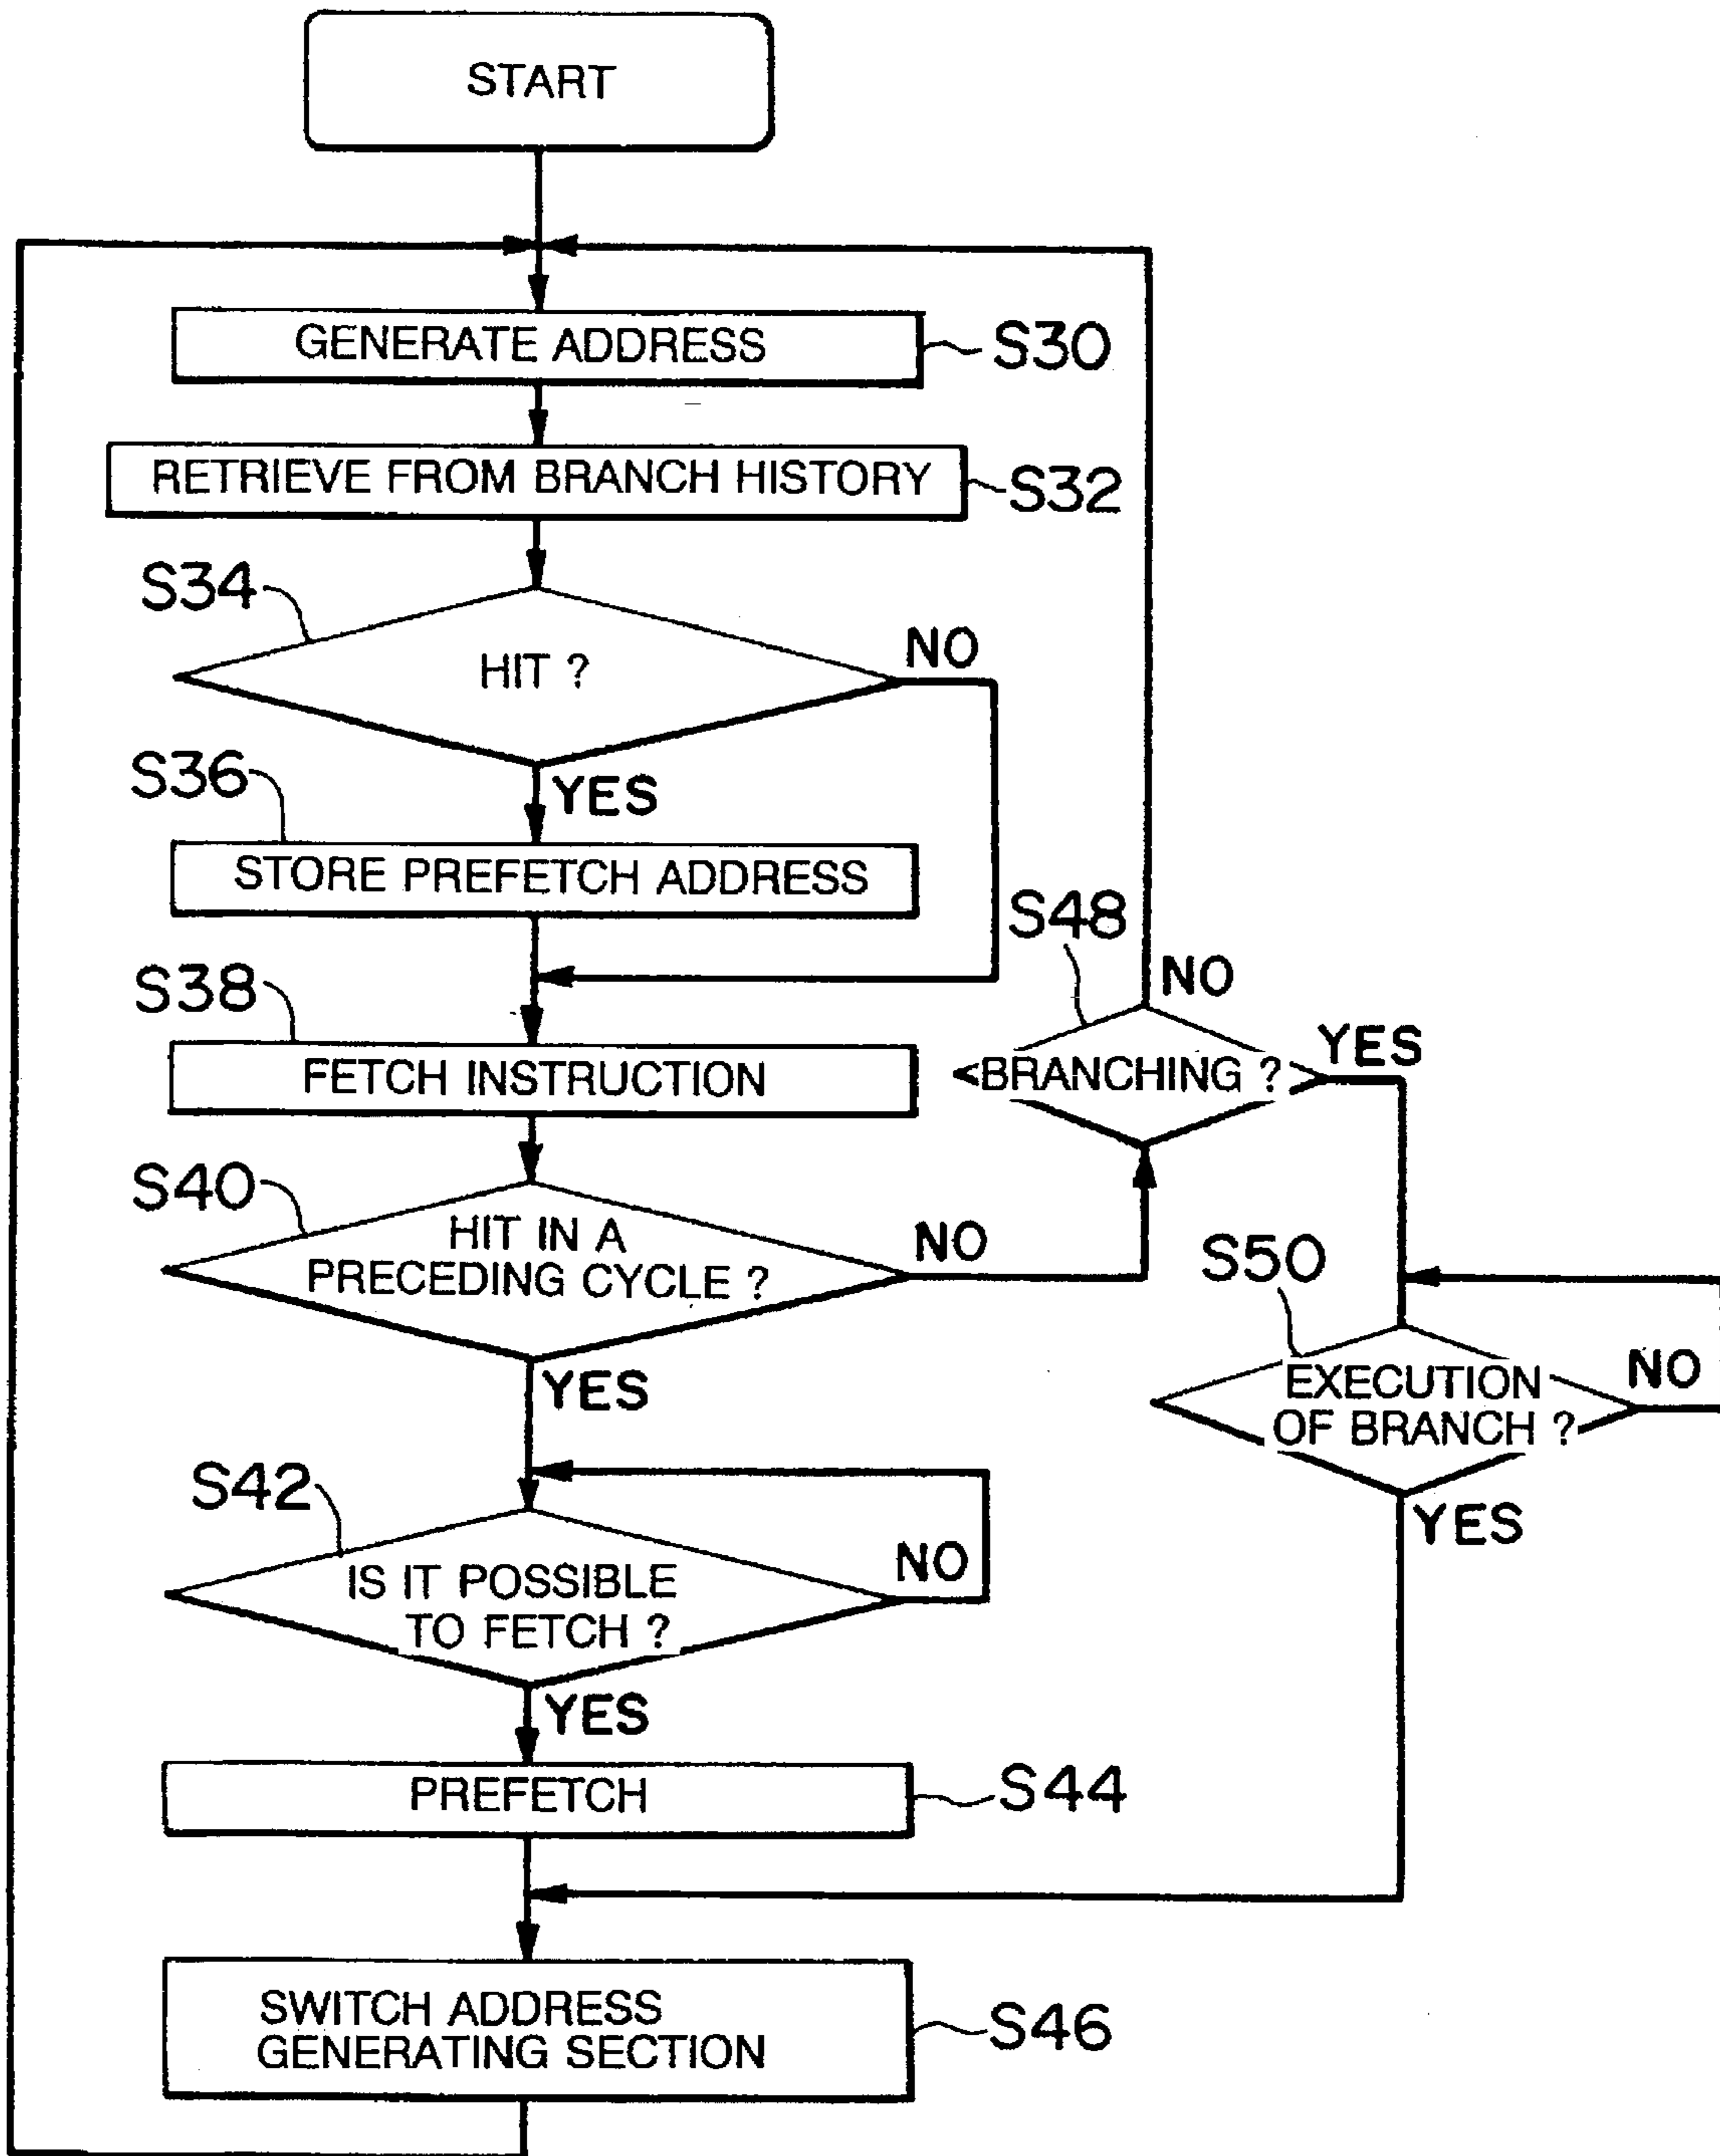 START
GENERATE ADDRESS
S30
RETRIEVE FROM BRANCH HISTORY
S32
S34
HIT ?
NO
YES
S36
STORE PREFETCH ADDRESS
S38
FETCH INSTRUCTION
S48
NO
BRANCHING ?
YES
S40
HIT IN A
PRECEDING CYCLE ?
NO
YES
S50
EXECUTION
OF BRANCH ?
NO
YES
S42
IS IT POSSIBLE
TO FETCH ?
NO
YES
PREFETCH
S44
SWITCH ADDRESS
GENERATING SECTION
S46